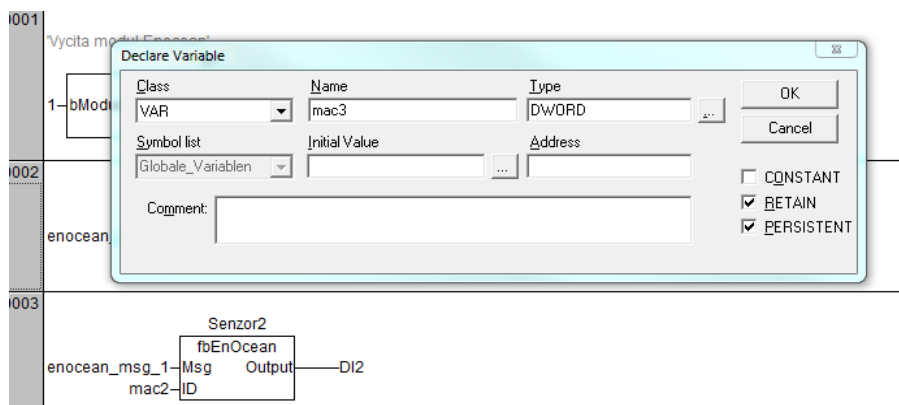 0001
'Vycita modul Enocean'
Declare Variable
Class
Name
Type
VAR
mac3
DWORD
...
OK
Cancel
Symbol list
Initial Value
Address
Globale_Variablen
...
CONSTANT
RETAIN
PERSISTENT
Comment:
1
bModu
0002
enocean_
0003
Senzor2
fbEnOcean
enocean_msg_1
Msg
Output
DI2
mac2
ID